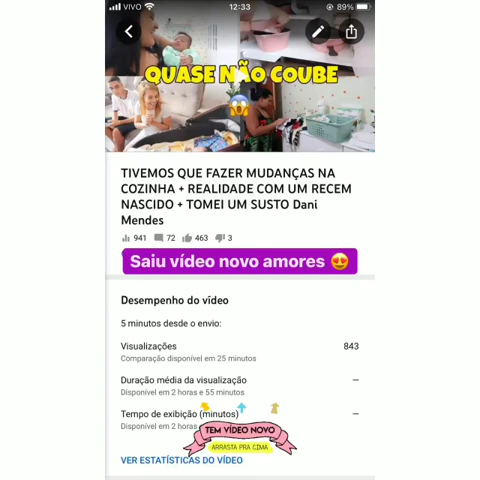 VIVO
12:33
89%
QUASE NÃO COUBE
TIVEMOS QUE FAZER MUDANÇAS NA
COZINHA + REALIDADE COM UM RECEM
NASCIDO + TOMEI UM SUSTO Dani
Mendes
941 72 463 3
Saiu vídeo novo amores 😍
Desempenho do vídeo
5 minutos desde o envio:
Visualizações 843
Comparação disponível em 25 minutos
Duração média da visualização –
Disponível em 2 horas e 55 minutos
Tempo de exibição (minutos) –
Disponível em 2 horas
TEM VÍDEO NOVO
ARRASTA PRA CIMA
VER ESTATÍSTICAS DO VÍDEO